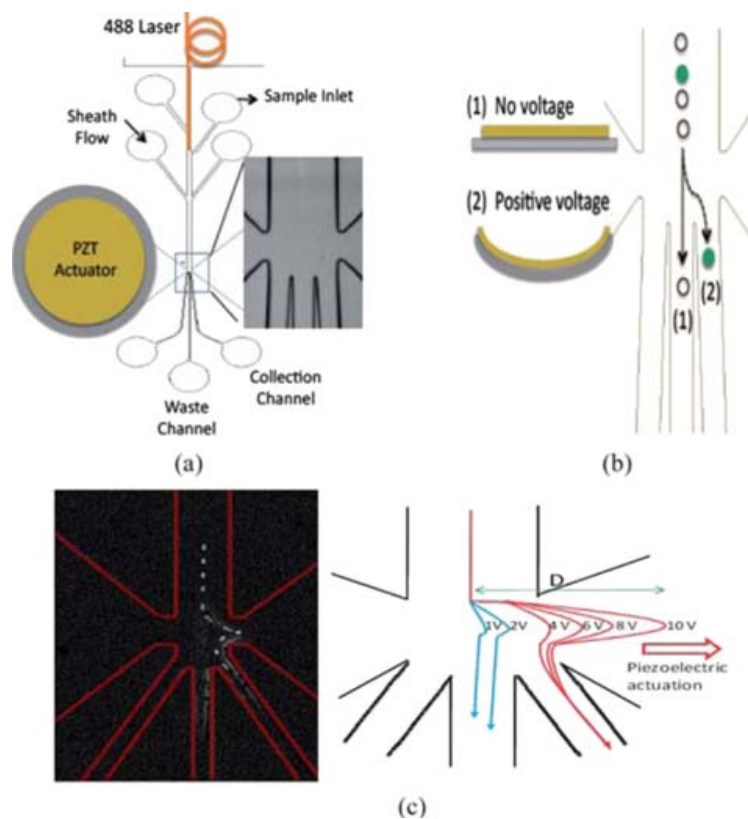 488 Laser
Sample Inlet
Sheath
Flow
PZT
Actuator
Collection
Channel
Waste
Channel
(a)
(1) No voltage
(2) Positive voltage
(1)
(2)
(b)
D
1V
2V
4 V
6 V
8 V
10 V
Piezoelectric
actuation
(c)